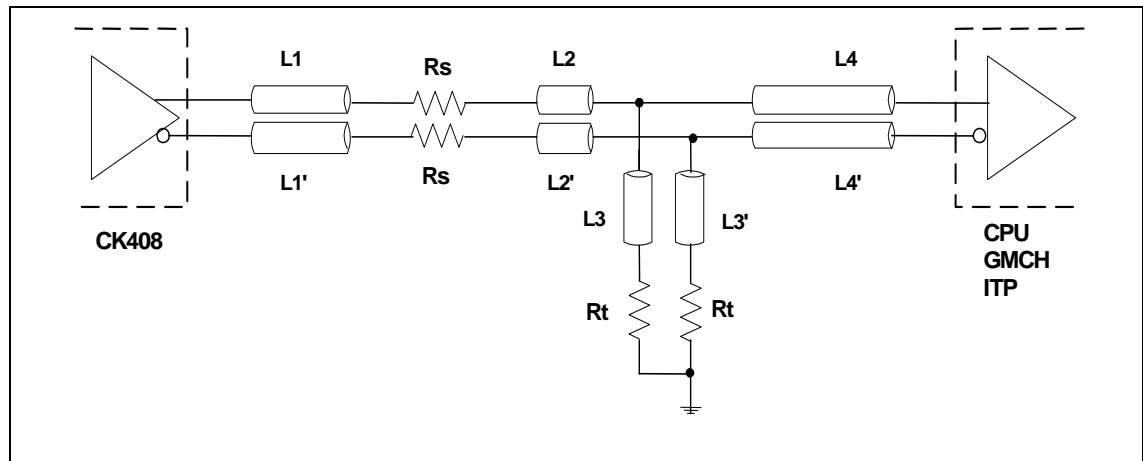 L1
Rs
L2
L4
L1'
Rs
L2'
L4'
L3
L3'
CK408
CPU
GMCH
ITP
Rt
Rt